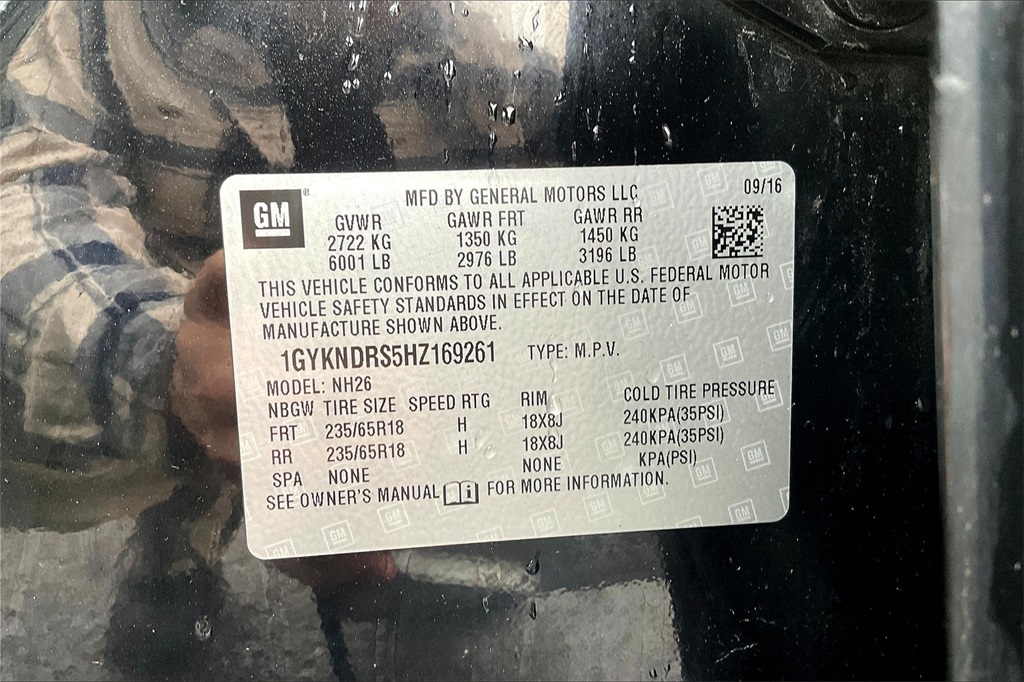 GM ® MFD BY GENERAL MOTORS LLC 09/16
GVWR GAWR FRT GAWR RR
2722 KG 1350 KG 1450 KG
6001 LB 2976 LB 3196 LB
THIS VEHICLE CONFORMS TO ALL APPLICABLE U.S. FEDERAL MOTOR
VEHICLE SAFETY STANDARDS IN EFFECT ON THE DATE OF
MANUFACTURE SHOWN ABOVE.
1GYKNDRS5HZ169261 TYPE: M.P.V.
MODEL: NH26
NBGW TIRE SIZE SPEED RTG RIM COLD TIRE PRESSURE
FRT 235/65R18 H 18X8J 240KPA(35PSI)
RR 235/65R18 H 18X8J 240KPA(35PSI)
SPA NONE NONE KPA(PSI)
SEE OWNER'S MANUAL i FOR MORE INFORMATION.